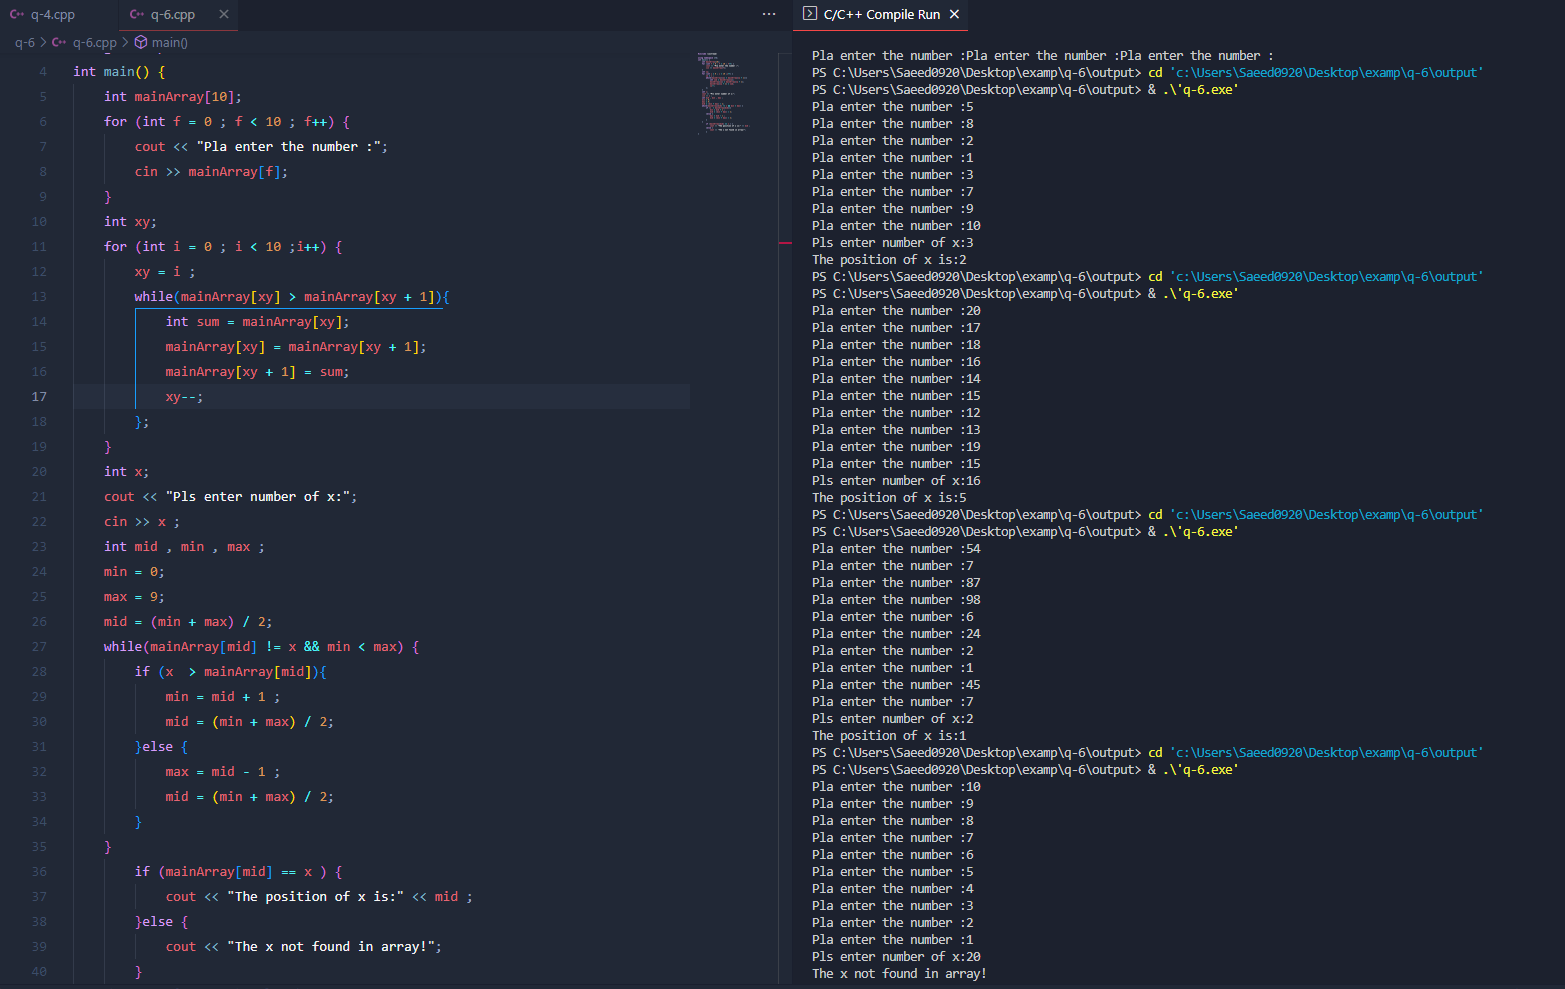 q-4.cpp
q-6.cpp
q-6 > q-6.cpp > main()
4 int main() {
5 int mainArray[10];
6 for (int f = 0 ; f < 10 ; f++) {
7 cout << "Pla enter the number :";
8 cin >> mainArray[f];
9 }
10 int xy;
11 for (int i = 0 ; i < 10 ;i++) {
12 xy = i ;
13 while(mainArray[xy] > mainArray[xy + 1]){
14 int sum = mainArray[xy];
15 mainArray[xy] = mainArray[xy + 1];
16 mainArray[xy + 1] = sum;
17 xy--;
18 };
19 }
20 int x;
21 cout << "Pls enter number of x:";
22 cin >> x ;
23 int mid , min , max ;
24 min = 0;
25 max = 9;
26 mid = (min + max) / 2;
27 while(mainArray[mid] != x && min < max) {
28 if (x  > mainArray[mid]){
29 min = mid + 1 ;
30 mid = (min + max) / 2;
31 }else {
32 max = mid - 1 ;
33 mid = (min + max) / 2;
34 }
35 }
36 if (mainArray[mid] == x ) {
37 cout << "The position of x is:" << mid ;
38 }else {
39 cout << "The x not found in array!";
40 }
C/C++ Compile Run
Pla enter the number :Pla enter the number :Pla enter the number :
PS C:\Users\Saeed0920\Desktop\examp\q-6\output> cd 'c:\Users\Saeed0920\Desktop\examp\q-6\output'
PS C:\Users\Saeed0920\Desktop\examp\q-6\output> & .\'q-6.exe'
Pla enter the number :5
Pla enter the number :8
Pla enter the number :2
Pla enter the number :1
Pla enter the number :3
Pla enter the number :7
Pla enter the number :9
Pla enter the number :10
Pls enter number of x:3
The position of x is:2
PS C:\Users\Saeed0920\Desktop\examp\q-6\output> cd 'c:\Users\Saeed0920\Desktop\examp\q-6\output'
PS C:\Users\Saeed0920\Desktop\examp\q-6\output> & .\'q-6.exe'
Pla enter the number :20
Pla enter the number :17
Pla enter the number :18
Pla enter the number :16
Pla enter the number :14
Pla enter the number :15
Pla enter the number :12
Pla enter the number :13
Pla enter the number :19
Pla enter the number :15
Pls enter number of x:16
The position of x is:5
PS C:\Users\Saeed0920\Desktop\examp\q-6\output> cd 'c:\Users\Saeed0920\Desktop\examp\q-6\output'
PS C:\Users\Saeed0920\Desktop\examp\q-6\output> & .\'q-6.exe'
Pla enter the number :54
Pla enter the number :7
Pla enter the number :87
Pla enter the number :98
Pla enter the number :6
Pla enter the number :24
Pla enter the number :2
Pla enter the number :1
Pla enter the number :45
Pla enter the number :7
Pls enter number of x:2
The position of x is:1
PS C:\Users\Saeed0920\Desktop\examp\q-6\output> cd 'c:\Users\Saeed0920\Desktop\examp\q-6\output'
PS C:\Users\Saeed0920\Desktop\examp\q-6\output> & .\'q-6.exe'
Pla enter the number :10
Pla enter the number :9
Pla enter the number :8
Pla enter the number :7
Pla enter the number :6
Pla enter the number :5
Pla enter the number :4
Pla enter the number :3
Pla enter the number :2
Pla enter the number :1
Pls enter number of x:20
The x not found in array!